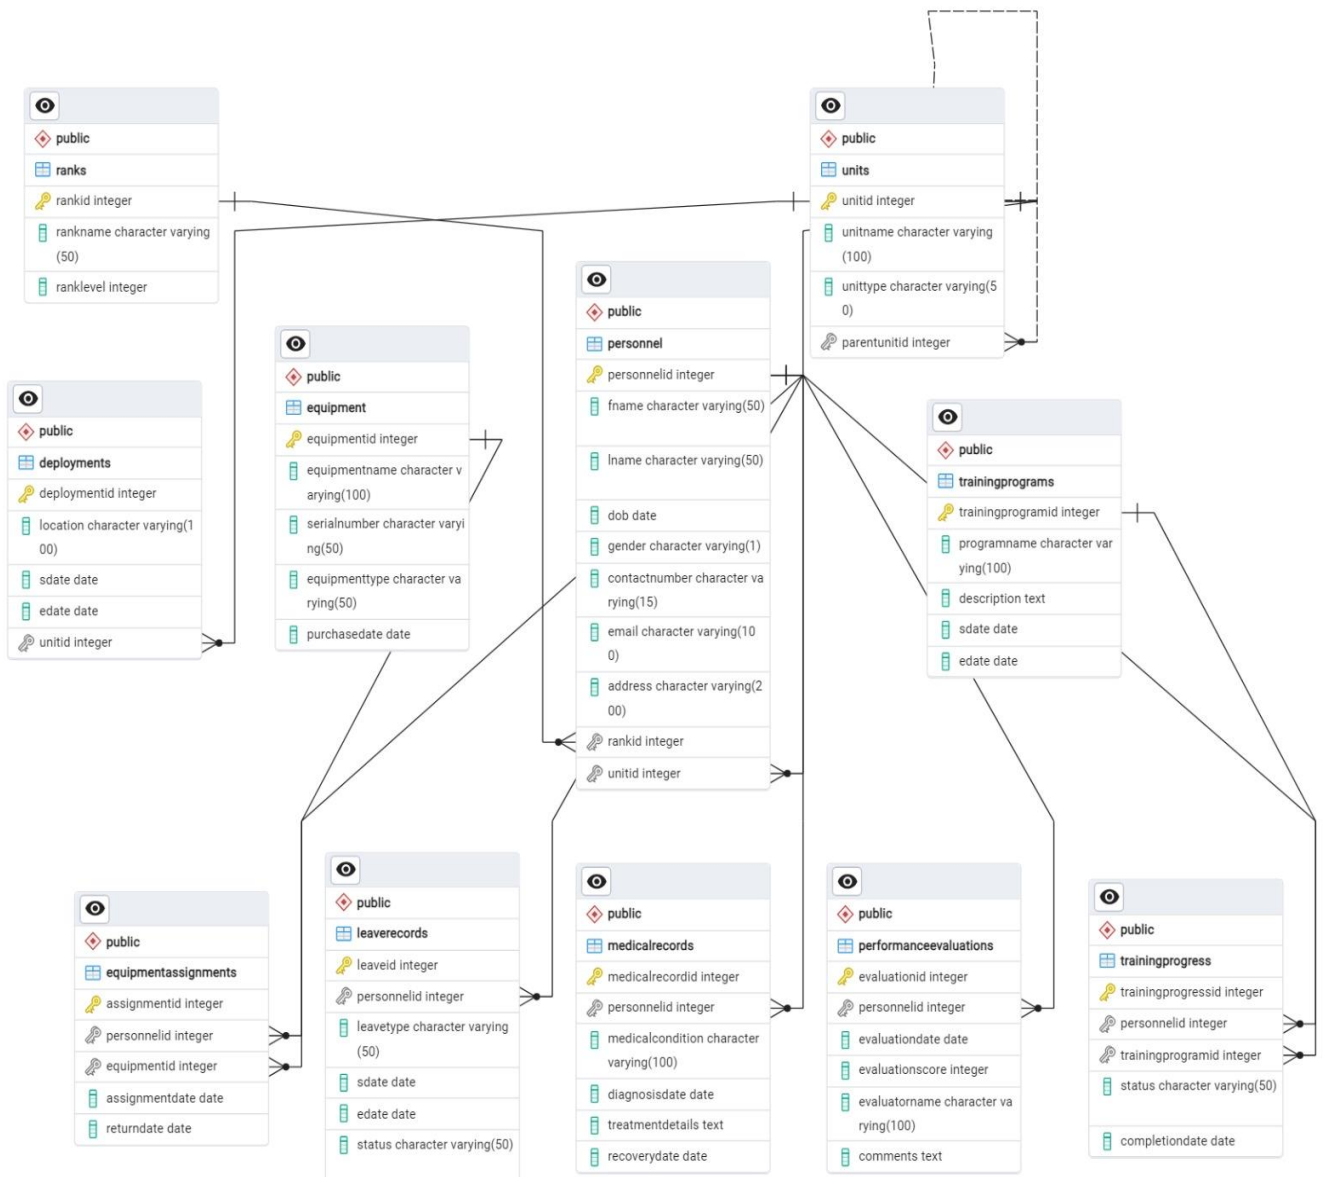 public
ranks
rankid integer
rankname character varying
(50)
ranklevel integer
public
units
unitid integer
unitname character varying
(100)
unittype character varying(5
0)
parentunitid integer
public
personnel
personnelid integer
fname character varying(50)
lname character varying(50)
dob date
gender character varying(1)
contactnumber character va
rying(15)
email character varying(10
0)
address character varying(2
00)
rankid integer
unitid integer
public
equipment
equipmentid integer
equipmentname character v
arying(100)
serialnumber character varyi
ng(50)
equipmenttype character va
rying(50)
purchasedate date
public
deployments
deploymentid integer
location character varying(1
00)
sdate date
edate date
unitid integer
public
trainingprograms
trainingprogramid integer
programname character var
ying(100)
description text
sdate date
edate date
public
equipmentassignments
assignmentid integer
personnelid integer
equipmentid integer
assignmentdate date
returndate date
public
leaverecords
leaveid integer
personnelid integer
leavetype character varying
(50)
sdate date
edate date
status character varying(50)
public
medicalrecords
medicalrecordid integer
personnelid integer
medicalcondition character
varying(100)
diagnosisdate date
treatmentdetails text
recoverydate date
public
performanceevaluations
evaluationid integer
personnelid integer
evaluationdate date
evaluationscore integer
evaluatorname character va
rying(100)
comments text
public
trainingprogress
trainingprogressid integer
personnelid integer
trainingprogramid integer
status character varying(50)
completiondate date